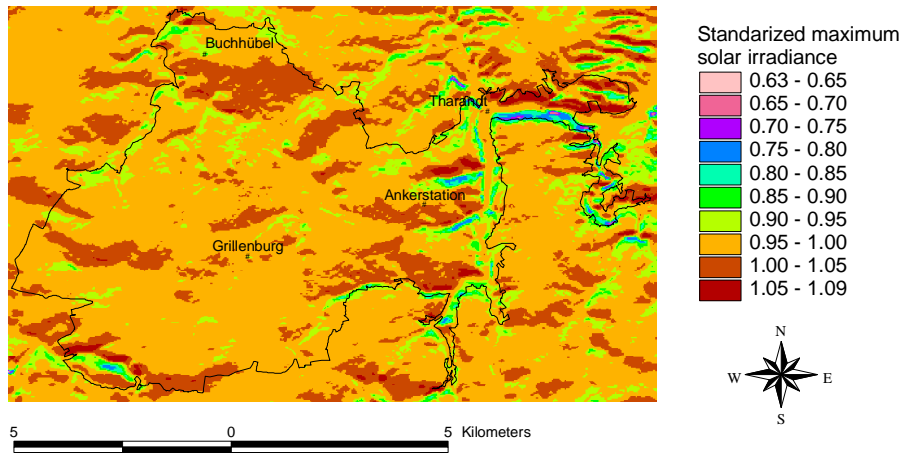 Buchhübel
Tharandt
Ankerstation
Grillenburg
Standarized maximum
solar irradiance
0.63 - 0.65
0.65 - 0.70
0.70 - 0.75
0.75 - 0.80
0.80 - 0.85
0.85 - 0.90
0.90 - 0.95
0.95 - 1.00
1.00 - 1.05
1.05 - 1.09
N
W
E
S
5 0 5 Kilometers